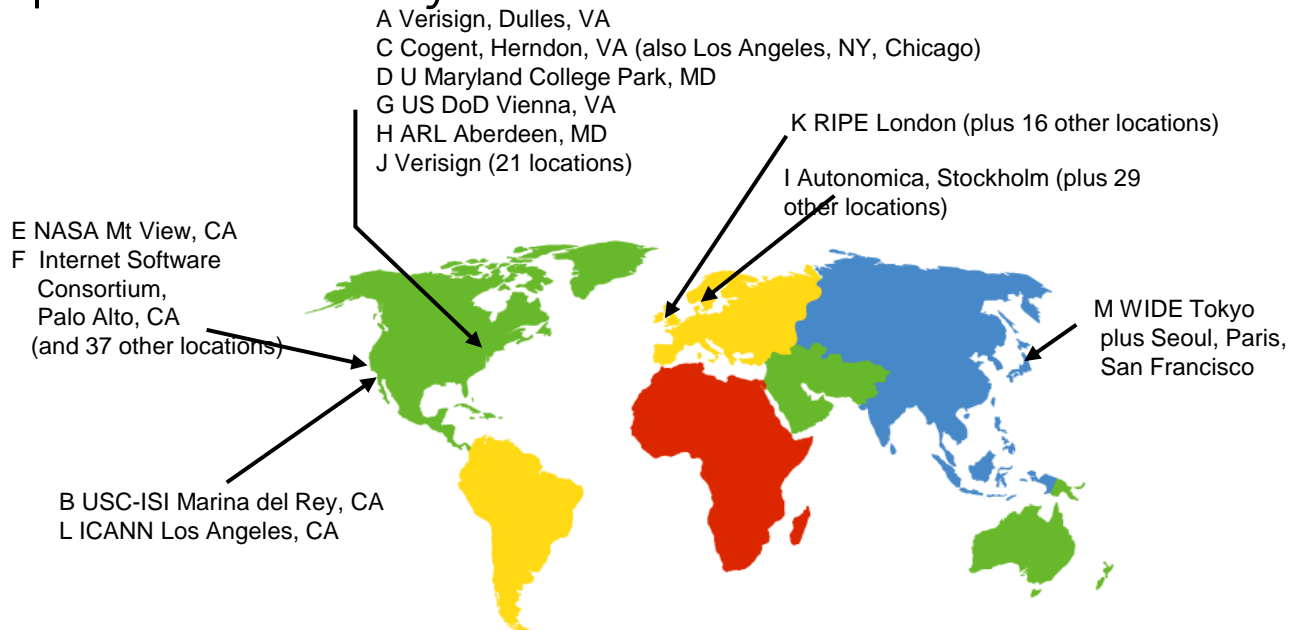 A Verisign, Dulles, VA
C Cogent, Herndon, VA (also Los Angeles, NY, Chicago)
D U Maryland College Park, MD
G US DoD Vienna, VA
H ARL Aberdeen, MD
J Verisign (21 locations)
K RIPE London (plus 16 other locations)
I Autonomica, Stockholm (plus 29
other locations)
E NASA Mt View, CA
F Internet Software
Consortium,
Palo Alto, CA
(and 37 other locations)
M WIDE Tokyo
plus Seoul, Paris,
San Francisco
B USC-ISI Marina del Rey, CA
L ICANN Los Angeles, CA